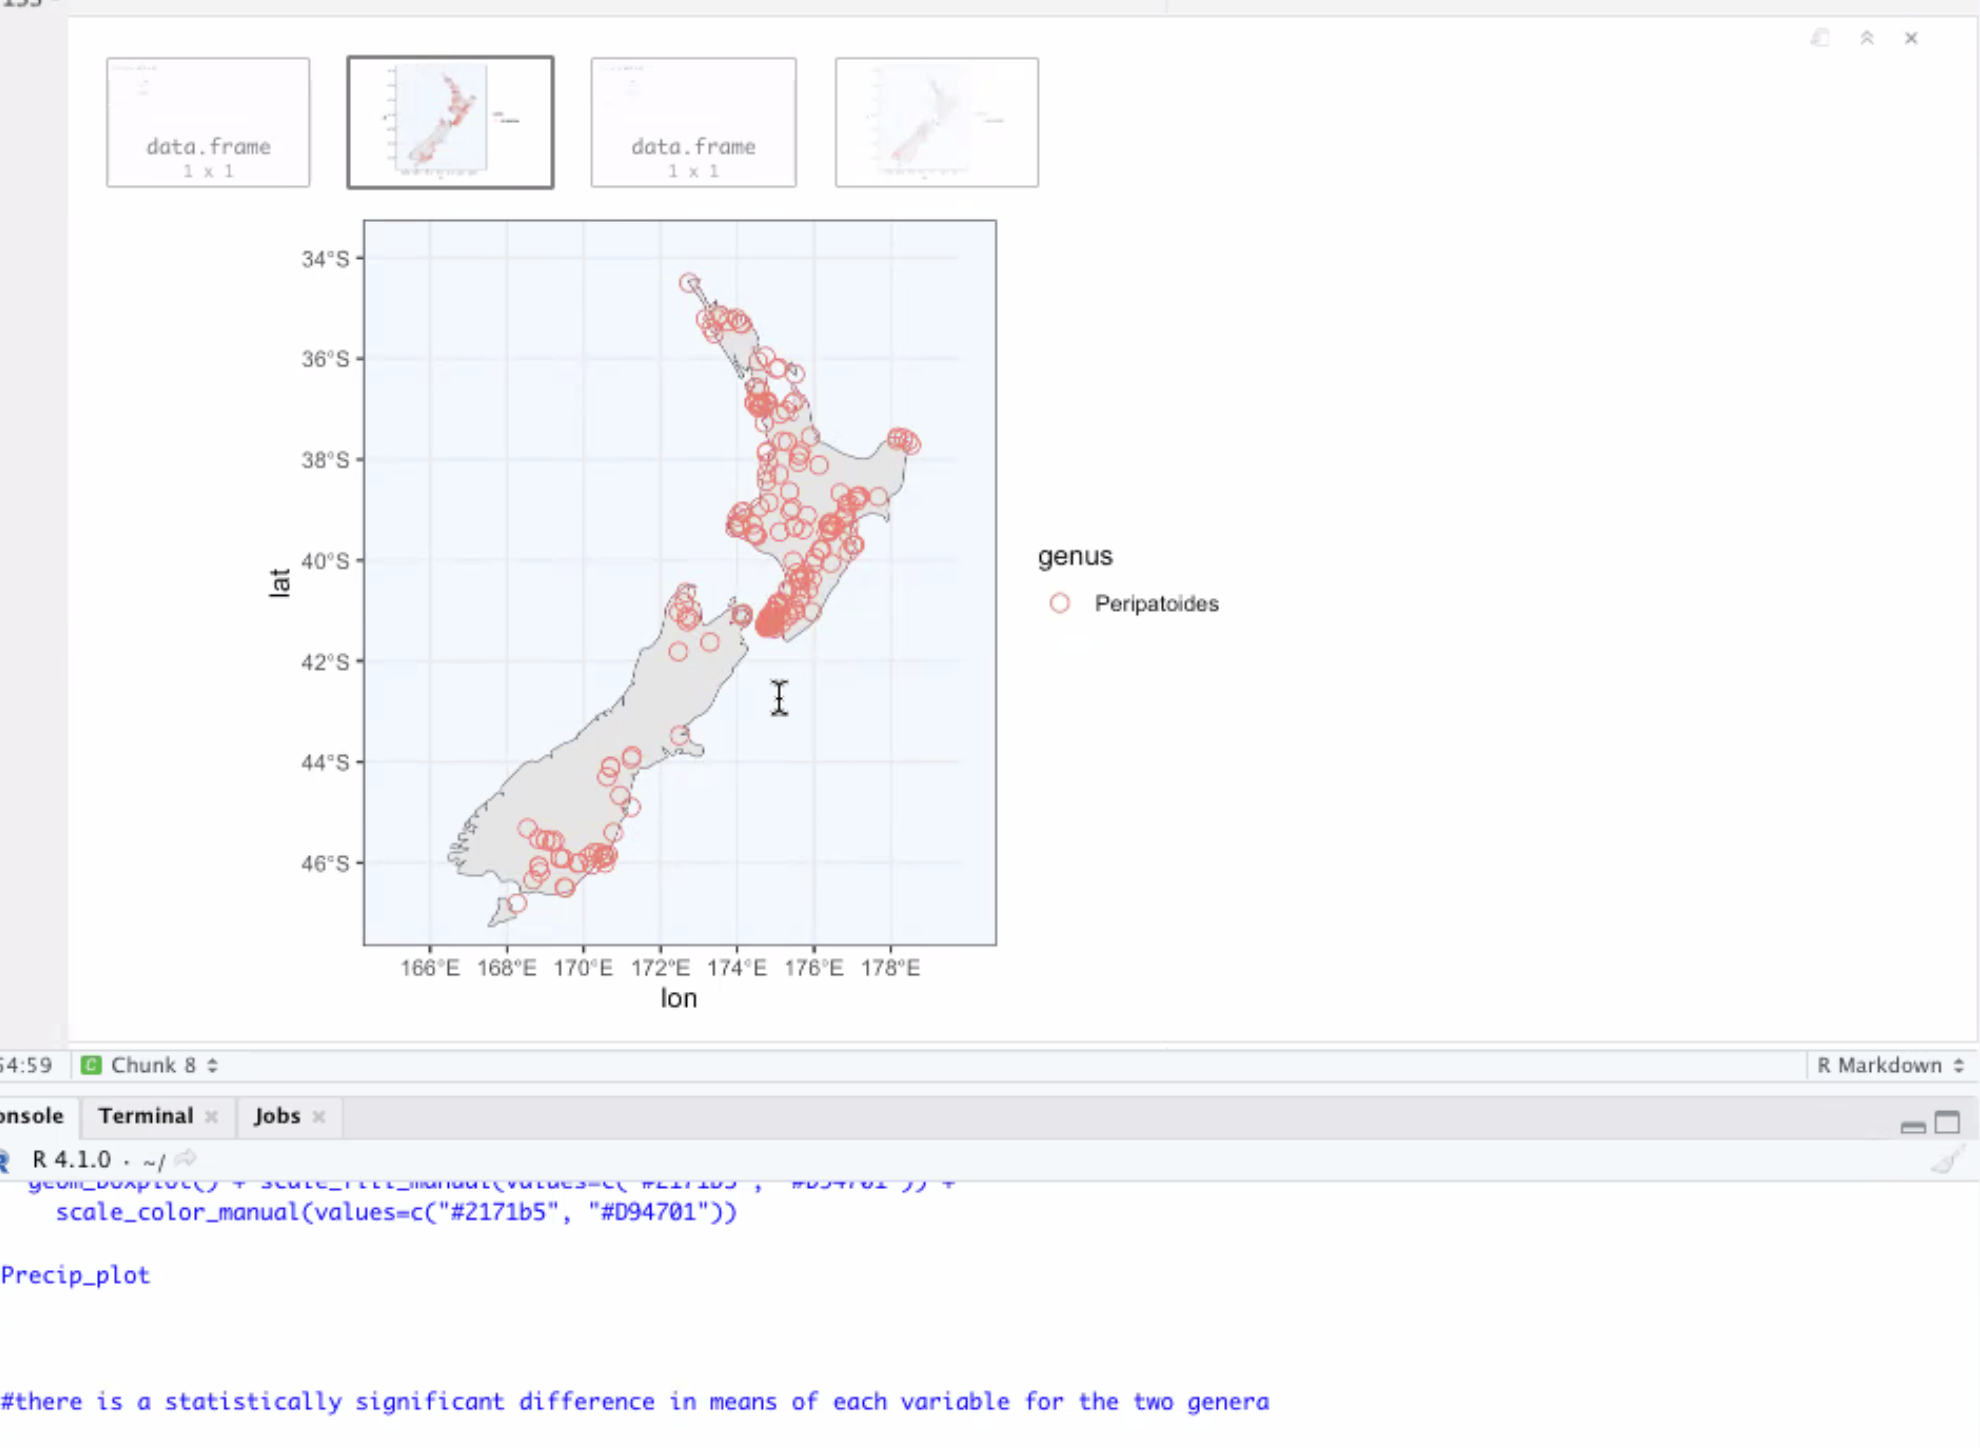 data.frame
1 x 1
data.frame
1 x 1
34°S
36°S
38°S
40°S
42°S
44°S
46°S
lat
166°E 168°E 170°E 172°E 174°E 176°E 178°E
lon
genus
Peripatoides
54:59 Chunk 8 R Markdown
onsole Terminal Jobs
R 4.1.0 · ~/
geom_boxplot() + scale_fill_manual(values=c("#2171b5", "#D94701")) +
scale_color_manual(values=c("#2171b5", "#D94701"))
Precip_plot
#there is a statistically significant difference in means of each variable for the two genera